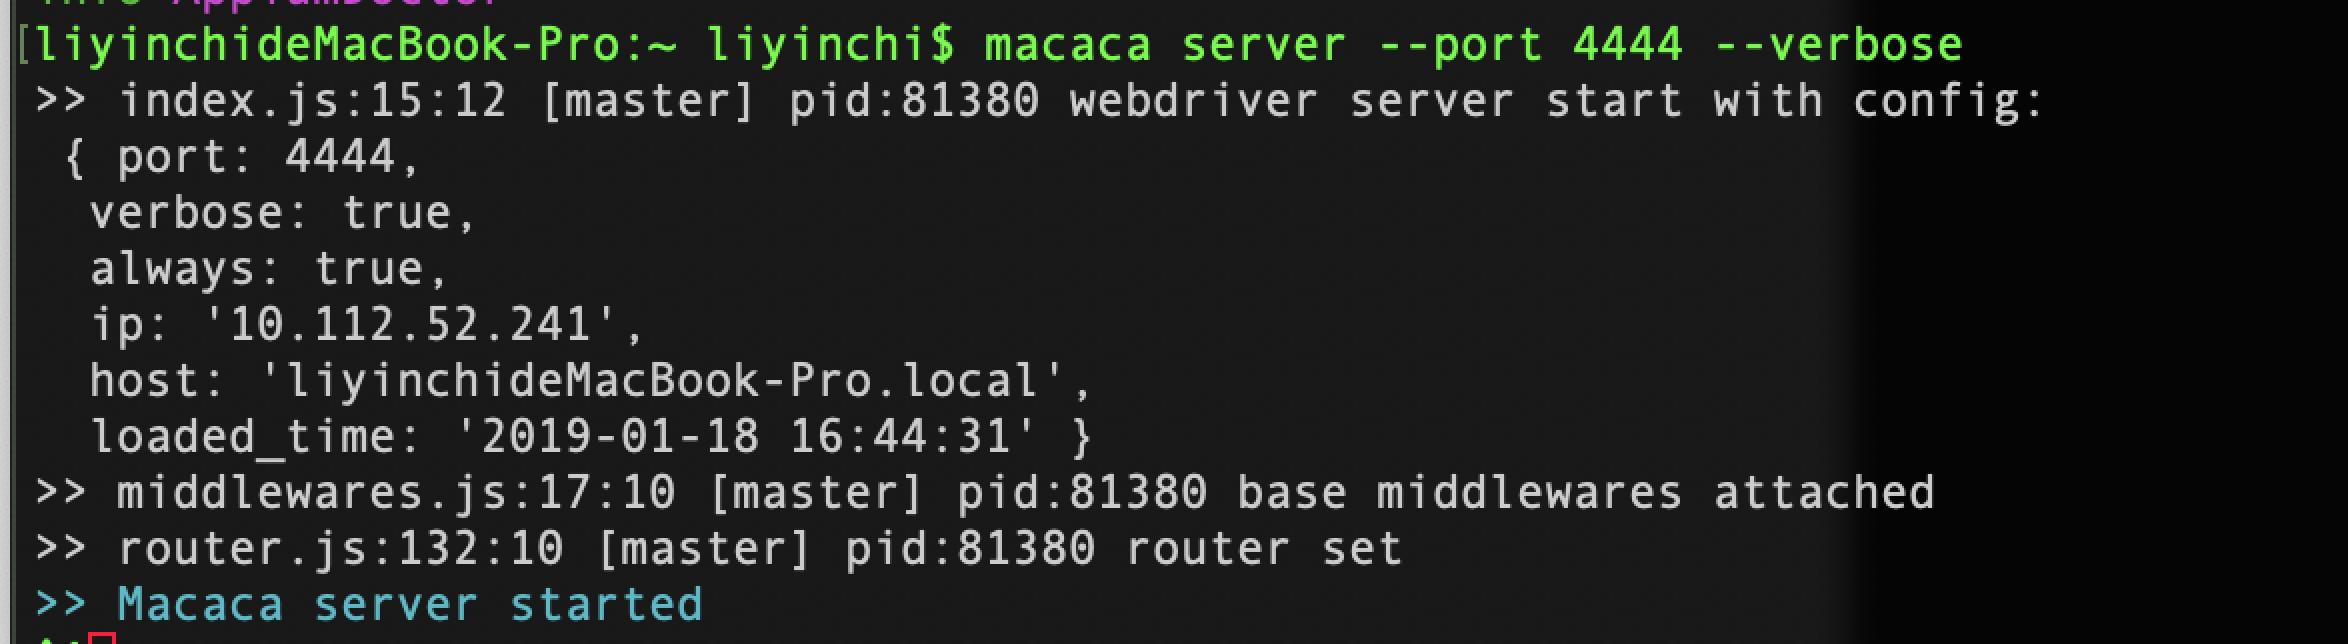 [liyinchideMacBook-Pro:~ liyinchi$ macaca server --port 4444 --verbose
>> index.js:15:12 [master] pid:81380 webdriver server start with config:
{ port: 4444,
verbose: true,
always: true,
ip: '10.112.52.241',
host: 'liyinchideMacBook-Pro.local',
loaded_time: '2019-01-18 16:44:31' }
>> middlewares.js:17:10 [master] pid:81380 base middlewares attached
>> router.js:132:10 [master] pid:81380 router set
>> Macaca server started